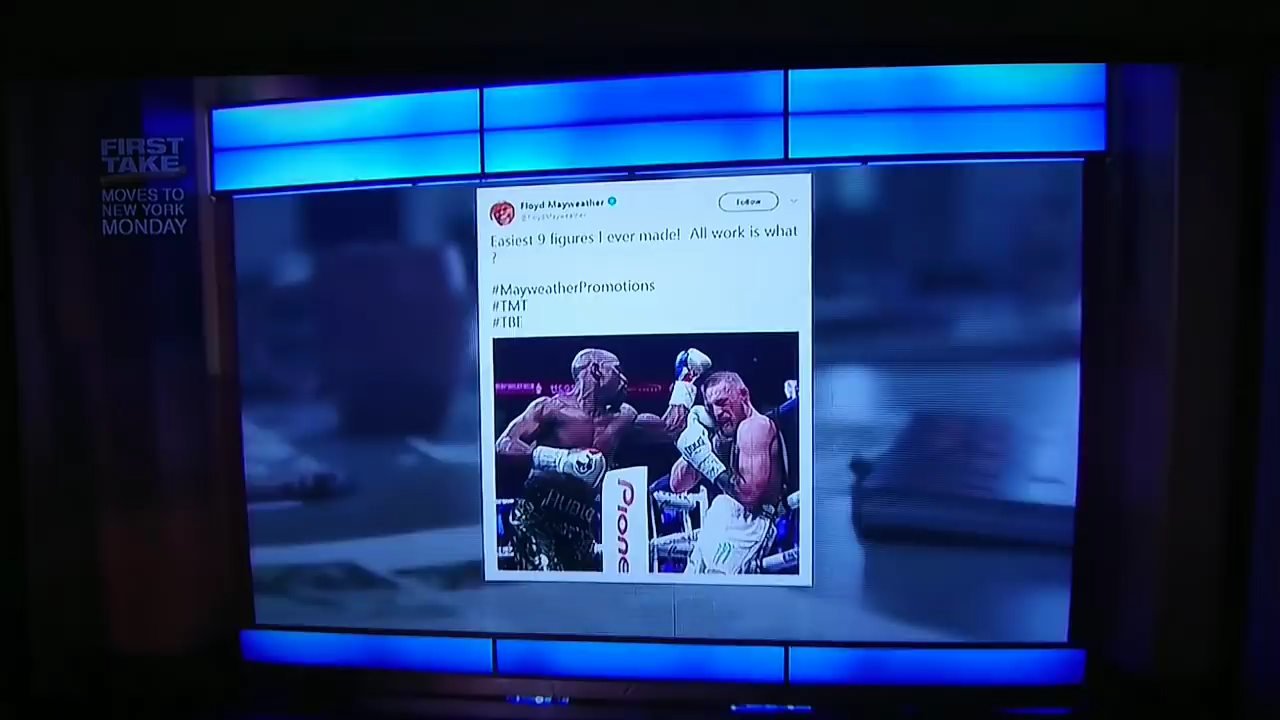 FIRST
TAKE
MOVES TO
NEW YORK
MONDAY
Floyd Mayweather
@FloydMayweather
Follow
Easiest 9 figures I ever made! All work is what
?
#MayweatherPromotions
#TMT
#TBE
Pione